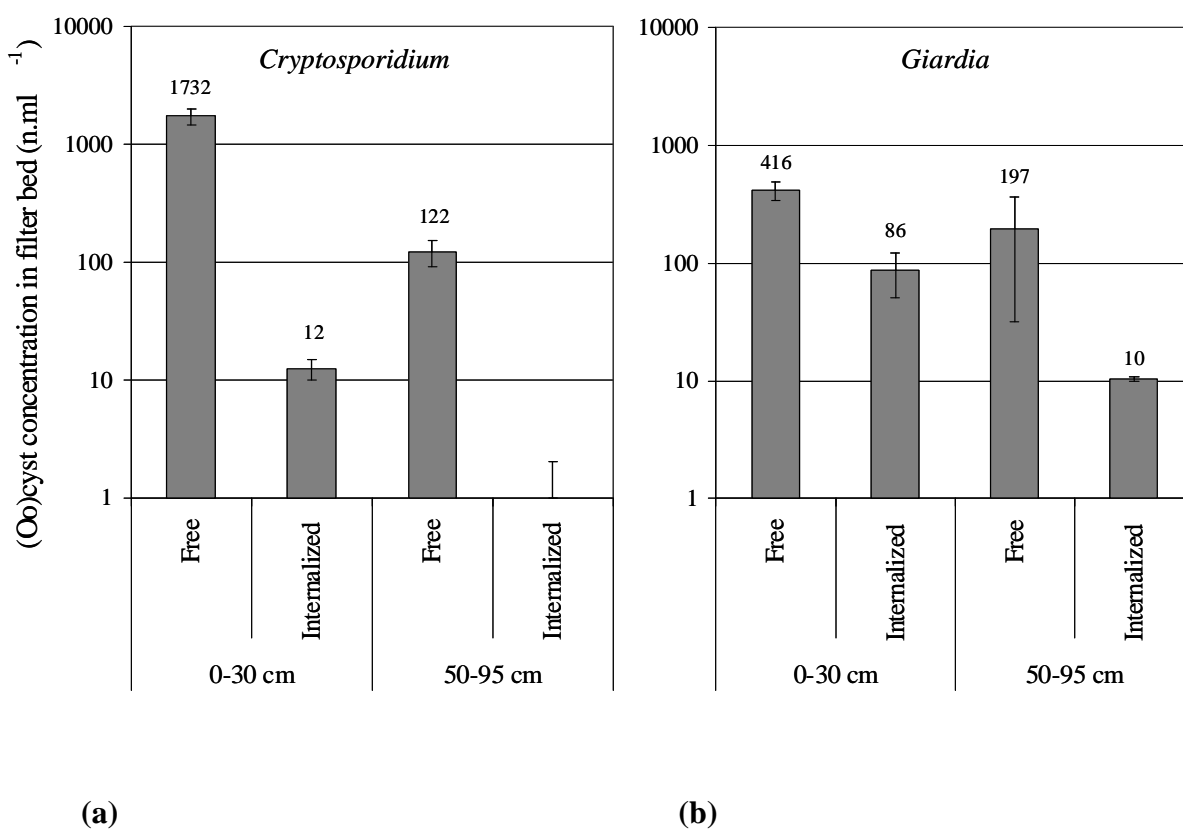 (Oo)cyst concentration in filter bed (n.ml -1)
10000
1000
100
10
1
Cryptosporidium
1732
12
122
Free
Internalized
Free
Internalized
0-30 cm
50-95 cm
(a)
10000
1000
100
10
1
Giardia
416
86
197
10
Free
Internalized
Free
Internalized
0-30 cm
50-95 cm
(b)